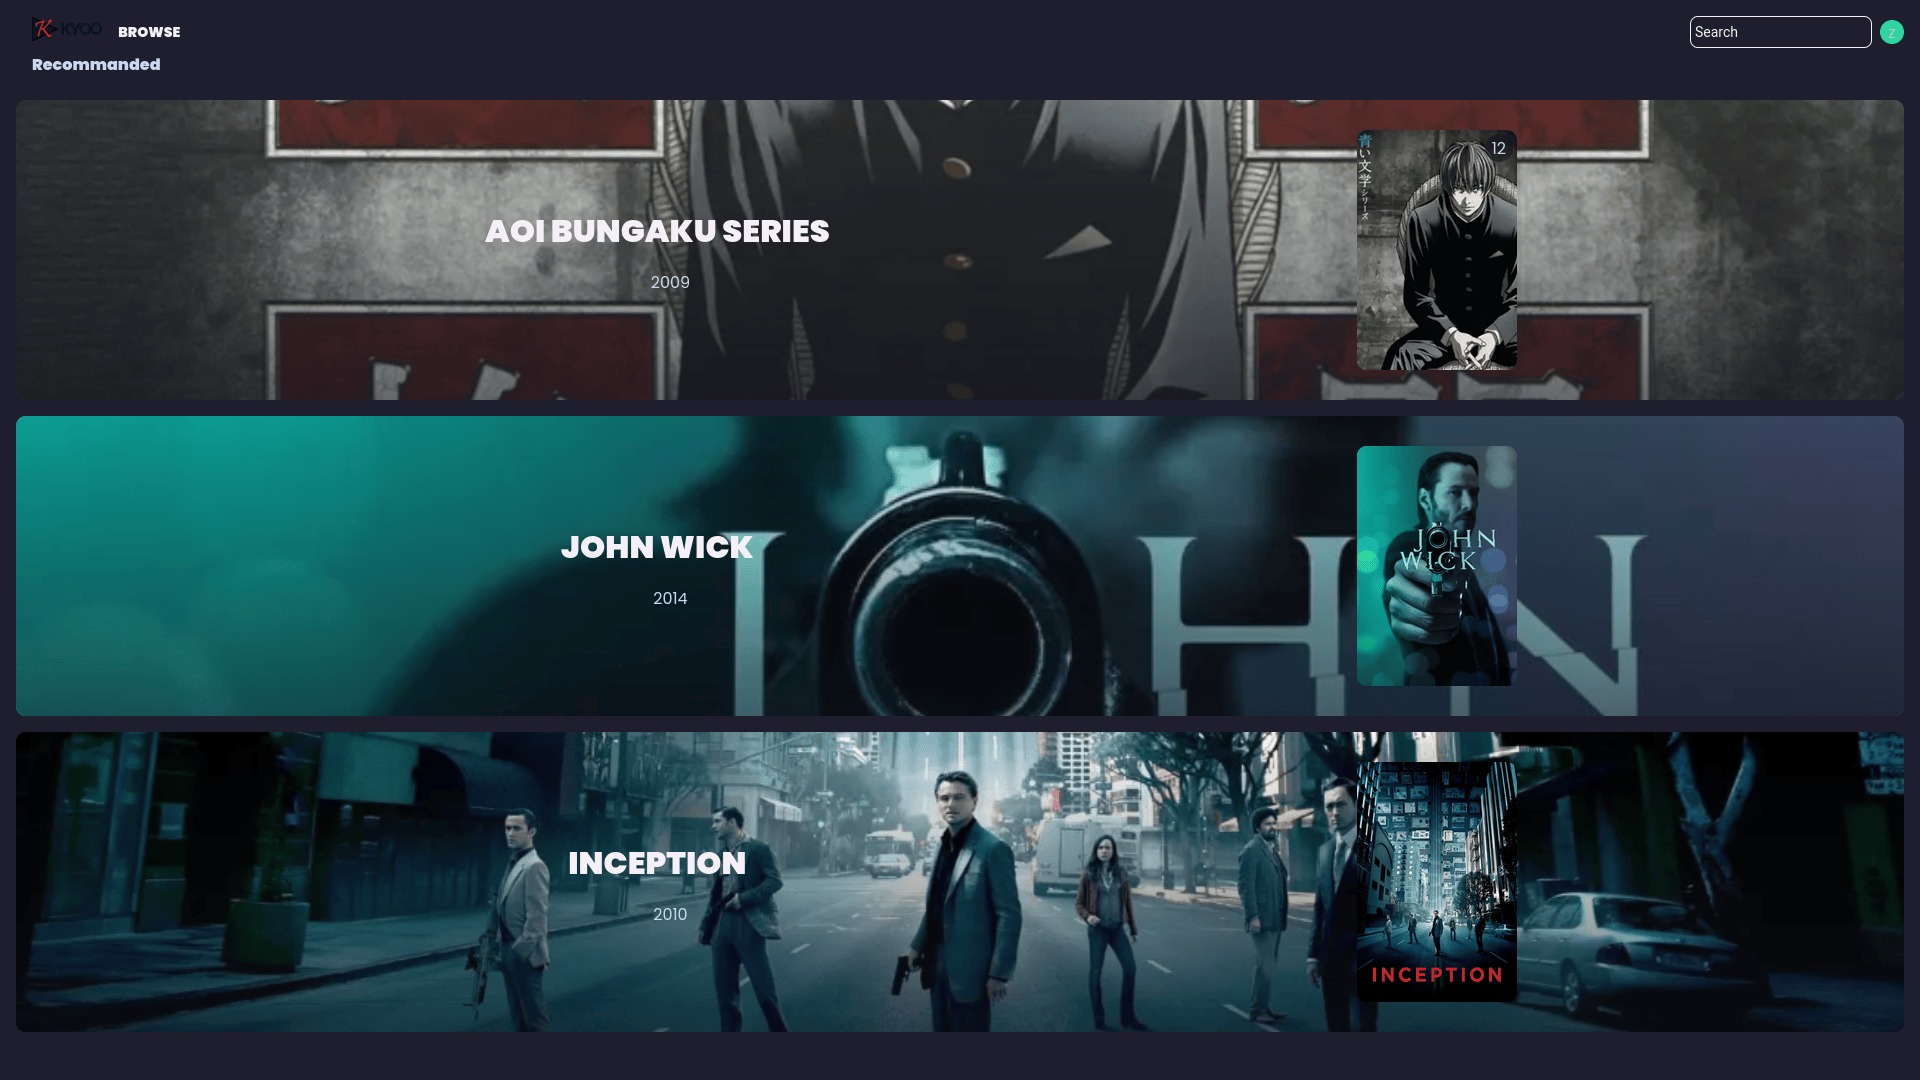 KYOO
BROWSE
Search
Z
Recommanded
12
青い文学シリーズ
AOI BUNGAKU SERIES
2009
JOHN WICK
2014
JOHN
JOHN
WICK
INCEPTION
2010
INCEPTION